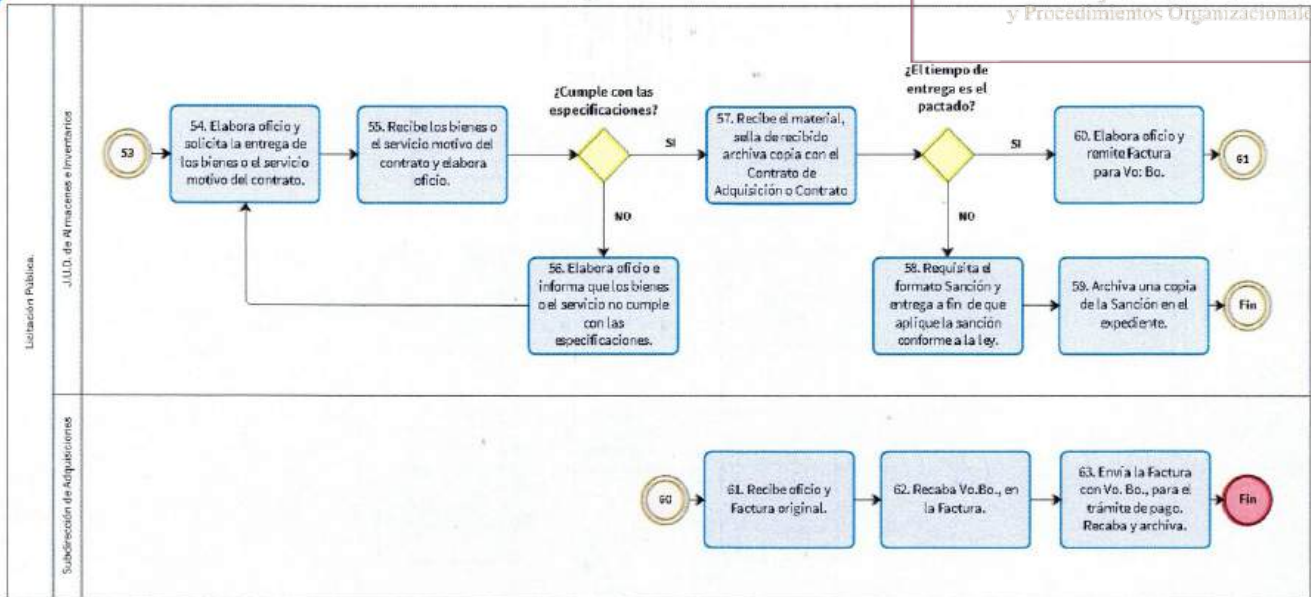 y Procedimientos Organizacionale
Licitación Pública.
J.U.D. de Almacenes e Inventarios
53
54. Elabora oficio y
solicita la entrega de
los bienes o el servicio
motivo del contrato.
55. Recibe los bienes o
el servicio motivo del
contrato y elabora
oficio.
¿Cumple con las
especificaciones?
SI
NO
56. Elabora oficio e
informa que los bienes
o el servicio no cumple
con las
especificaciones.
57. Recibe el material,
sella de recibido
archiva copia con el
Contrato de
Adquisición o Contrato
¿El tiempo de
entrega es el
pactado?
SI
NO
60. Elabora oficio y
remite Factura
para Vo: Bo.
61
58. Requisita el
formato Sanción y
entrega a fin de que
aplique la sanción
conforme a la ley.
59. Archiva una copia
de la Sanción en el
expediente.
Fin
Subdirección de Adquisiciones
60
61. Recibe oficio y
Factura original.
62. Recaba Vo.Bo., en
la Factura.
63. Envía la Factura
con Vo. Bo., para el
trámite de pago.
Recaba y archiva.
Fin